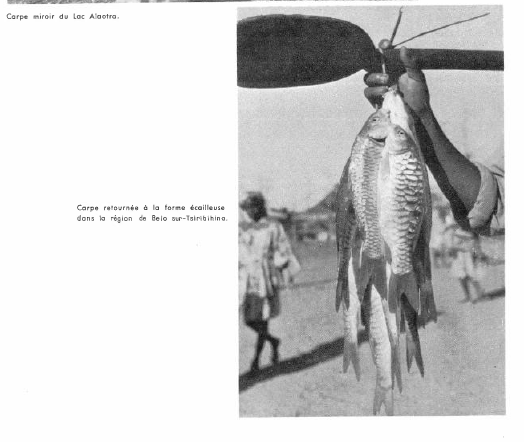 Carpe miroir du Lac Alaotra.
Carpe retournée à la forme écailleuse
dans la région de Belo sur-Tsiribihina.